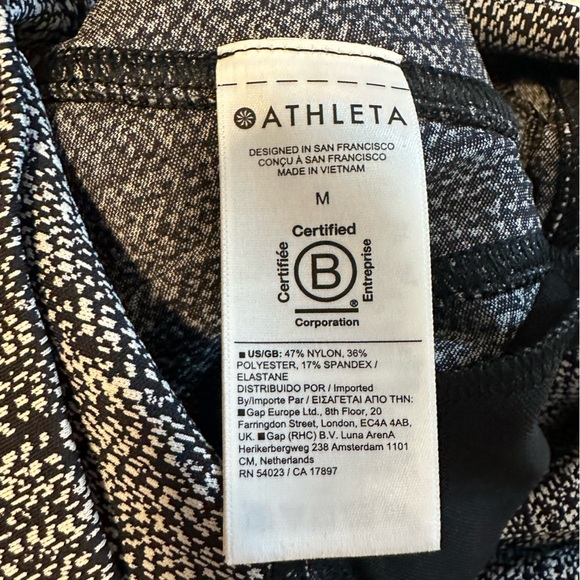 ATHLETA
DESIGNED IN SAN FRANCISCO
CONÇU À SAN FRANCISCO
MADE IN VIETNAM
M
Certified
Certifiée
B
Entreprise
®
Corporation
■ US/GB: 47% NYLON, 36%
POLYESTER, 17% SPANDEX /
ELASTANE
DISTRIBUIDO POR / Imported
By/Importe Par / ΕΙΣΑΓΕΤΑΙ ΑΠΟ ΤΗΝ:
■Gap Europe Ltd., 8th Floor, 20
Farringdon Street, London, EC4A 4AB,
UK. ■Gap (RHC) B.V. Luna ArenA
Herikerbergweg 238 Amsterdam 1101
CM, Netherlands
RN 54023 / CA 17897